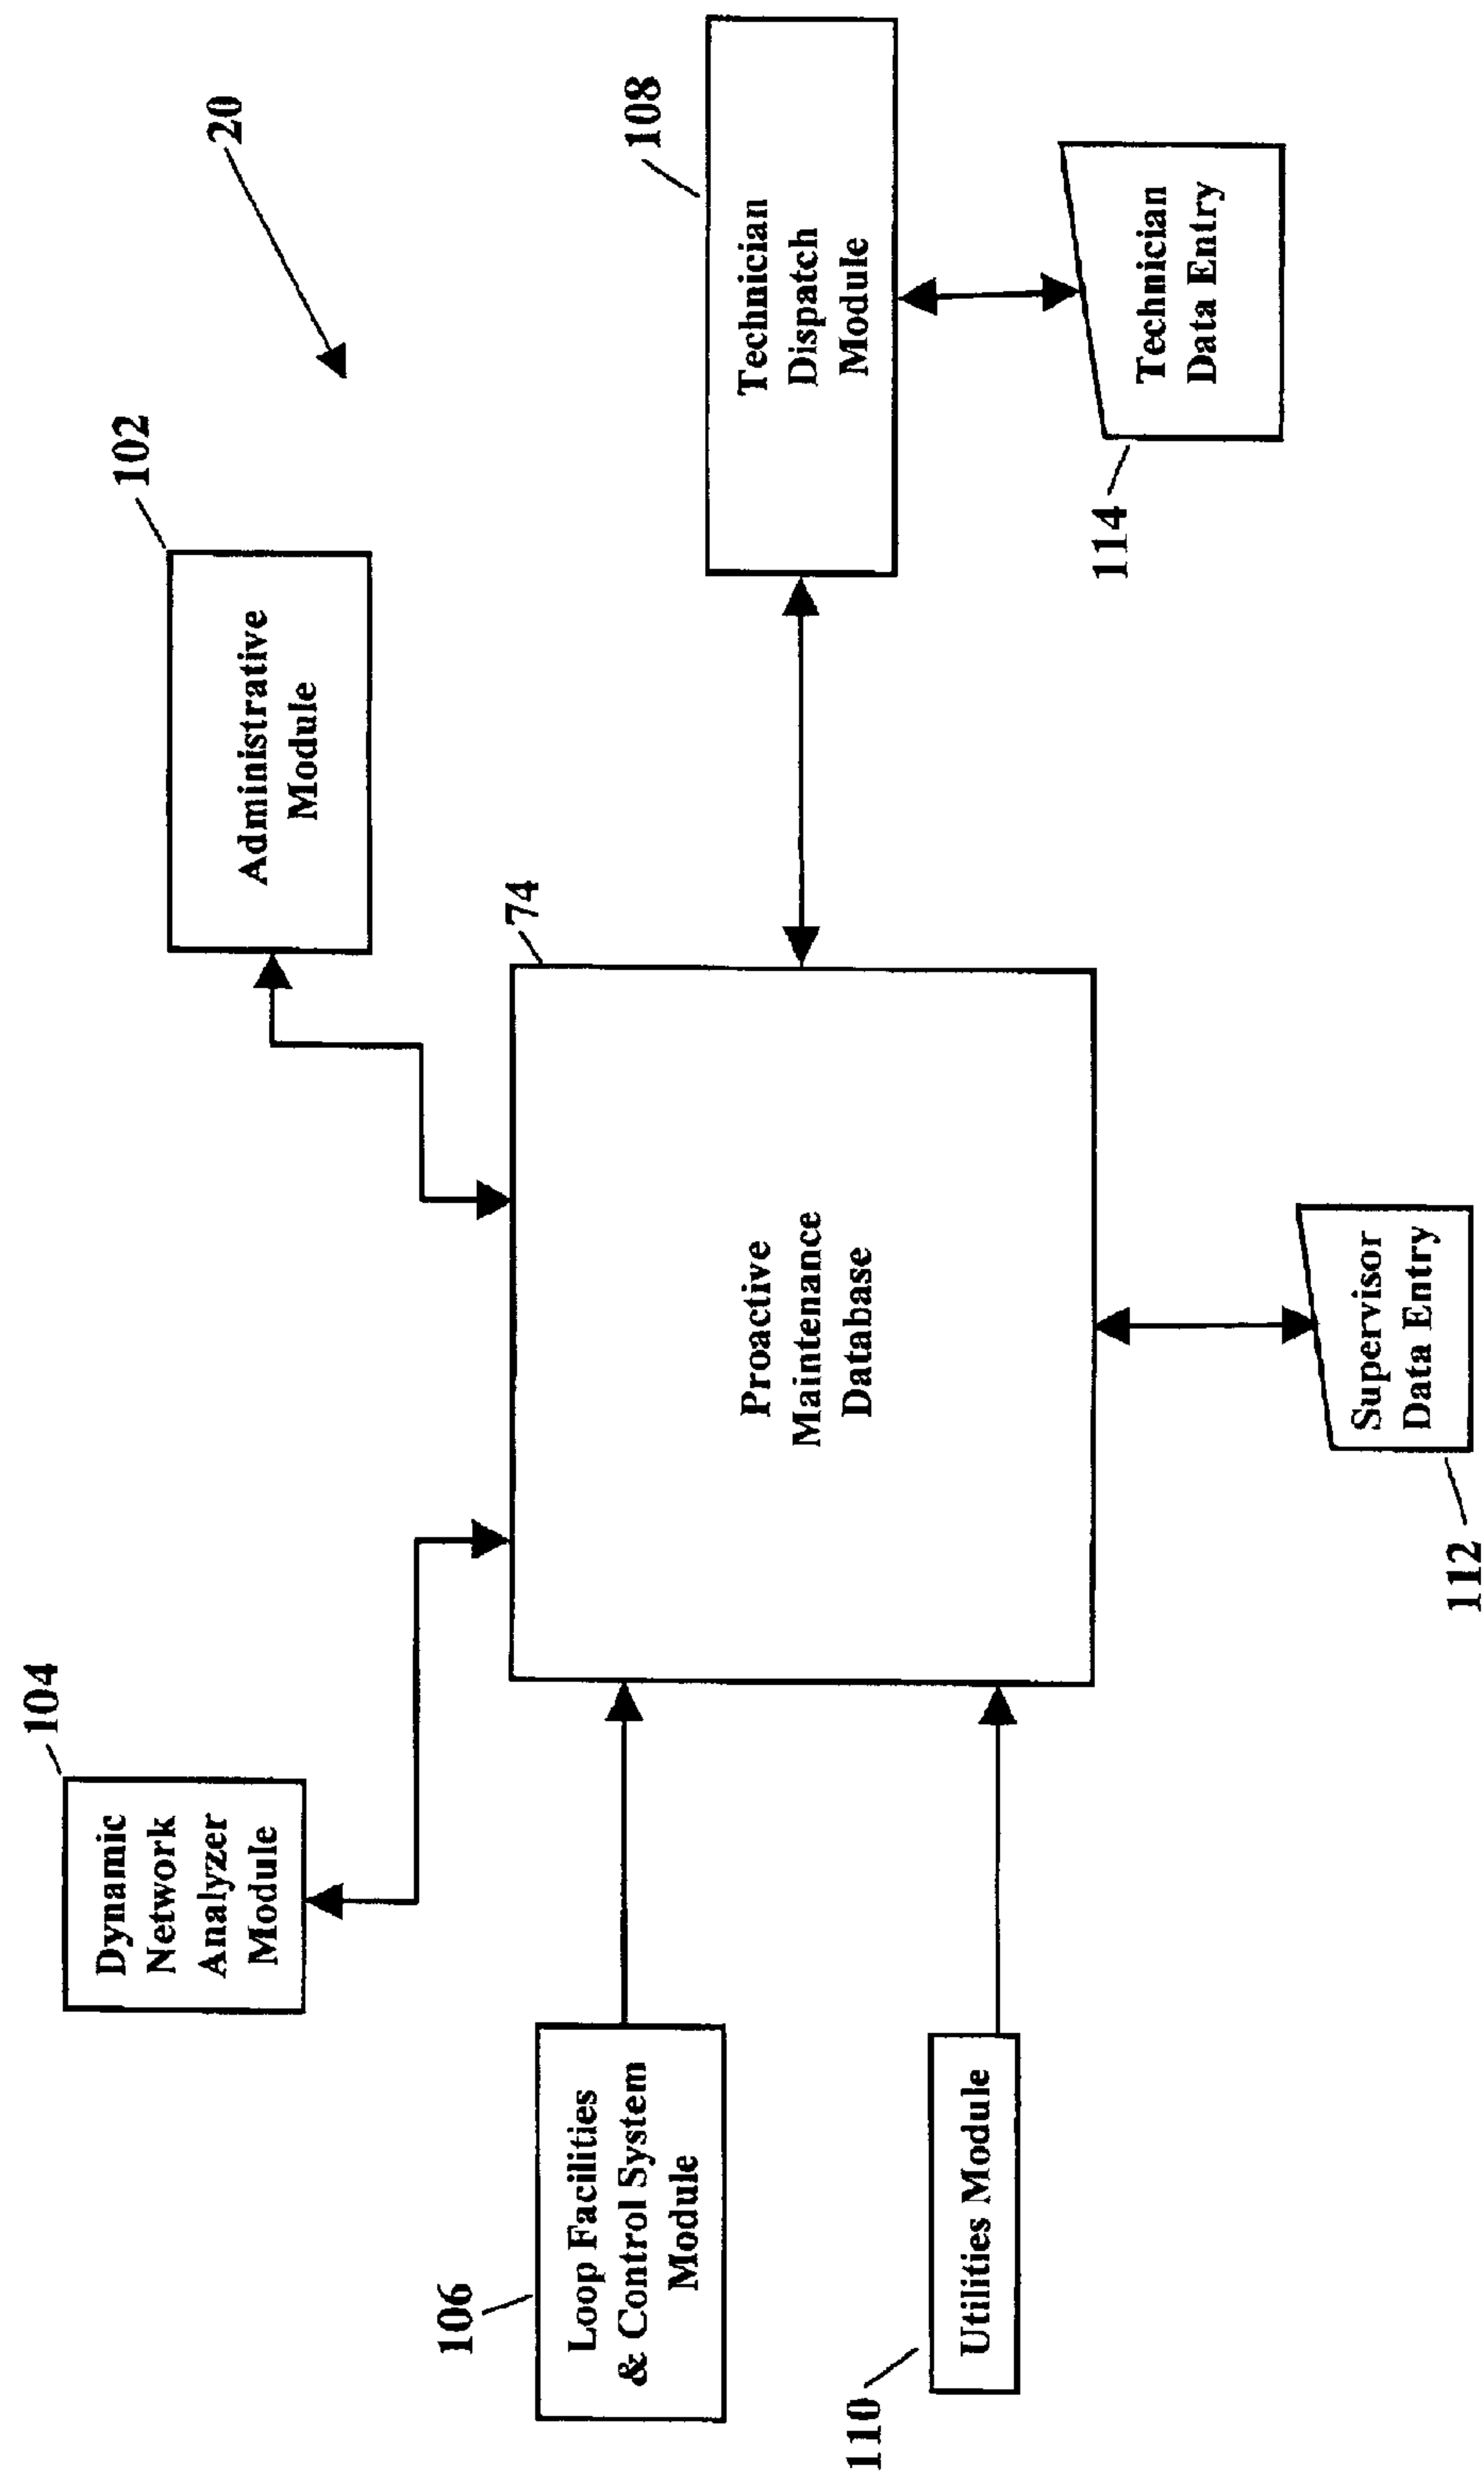 104
Dynamic
Network
Analyzer
Module
102
Administrative
Module
20
106
Loop Facilities
& Control System
Module
74
Proactive
Maintenance
Database
108
Technician
Dispatch
Module
110
Utilities Module
112
Supervisor
Data Entry
114
Technician
Data Entry